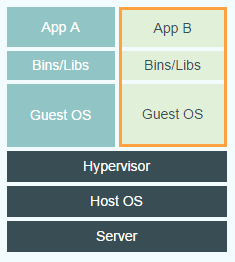 App A
Bins/Libs
Guest OS
App B
Bins/Libs
Guest OS
Hypervisor
Host OS
Server